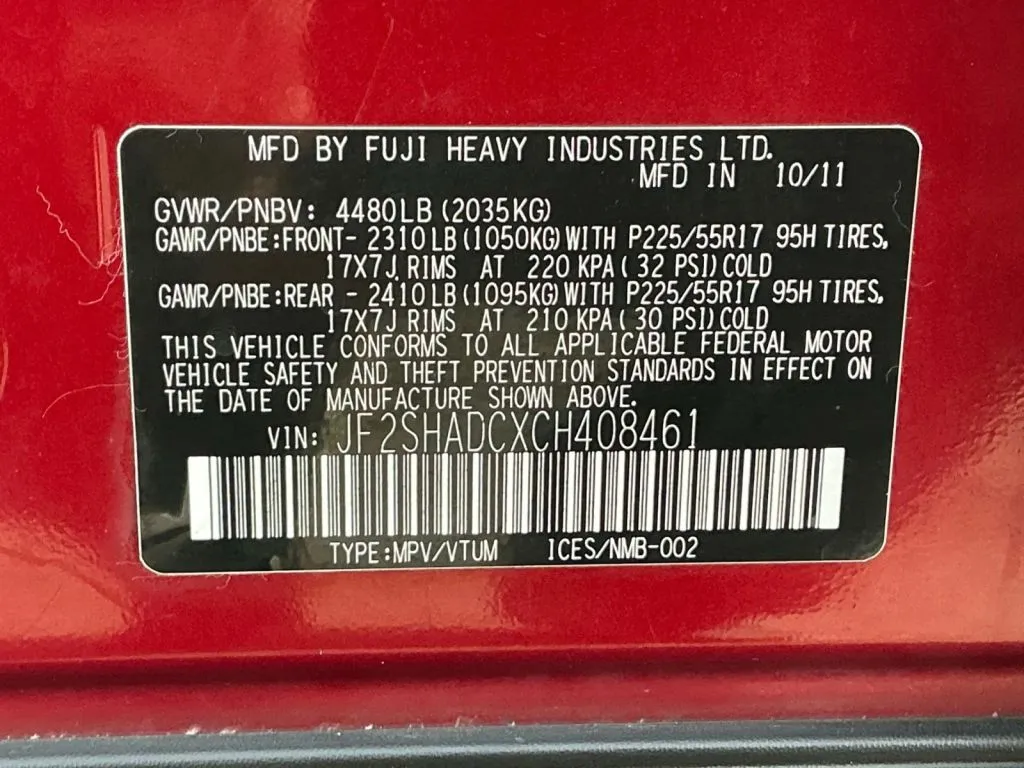 MFD BY FUJI HEAVY INDUSTRIES LTD.
MFD IN 10/11
GVWR/PNBV: 4480LB (2035KG)
GAWR/PNBE:FRONT- 2310LB(1050KG)WITH P225/55R17 95H TIRES,
17X7J RIMS AT 220 KPA( 32 PSI)COLD
GAWR/PNBE:REAR - 2410LB(1095KG)WITH P225/55R17 95H TIRES,
17X7J RIMS AT 210 KPA( 30 PSI)COLD
THIS VEHICLE CONFORMS TO ALL APPLICABLE FEDERAL MOTOR
VEHICLE SAFETY AND THEFT PREVENTION STANDARDS IN EFFECT ON
THE DATE OF MANUFACTURE SHOWN ABOVE.
VIN: JF2SHADCXCH408461
TYPE:MPV/VTUM ICES/NMB-002